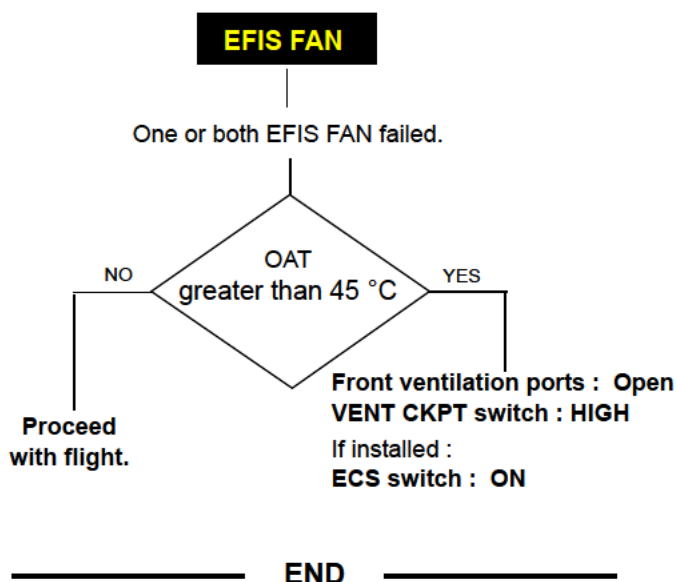 EFIS FAN
One or both EFIS FAN failed.
OAT
greater than 45 °C
NO
YES
Proceed
with flight.
Front ventilation ports : Open
VENT CKPT switch : HIGH
If installed :
ECS switch : ON
END